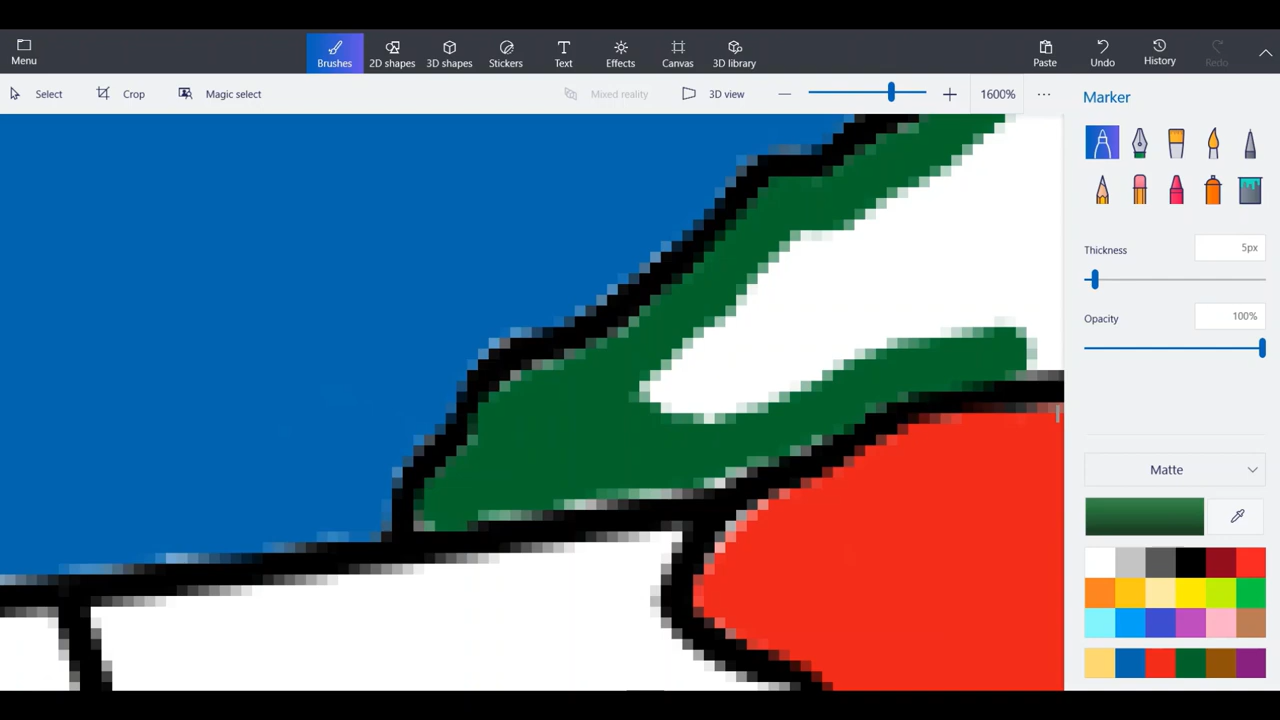 Menu
Brushes
2D shapes
3D shapes
Stickers
Text
Effects
Canvas
3D library
Paste
Undo
History
Redo
Select
Crop
Magic select
Mixed reality
3D view
1600%
Marker
Thickness
5px
Opacity
100%
Matte